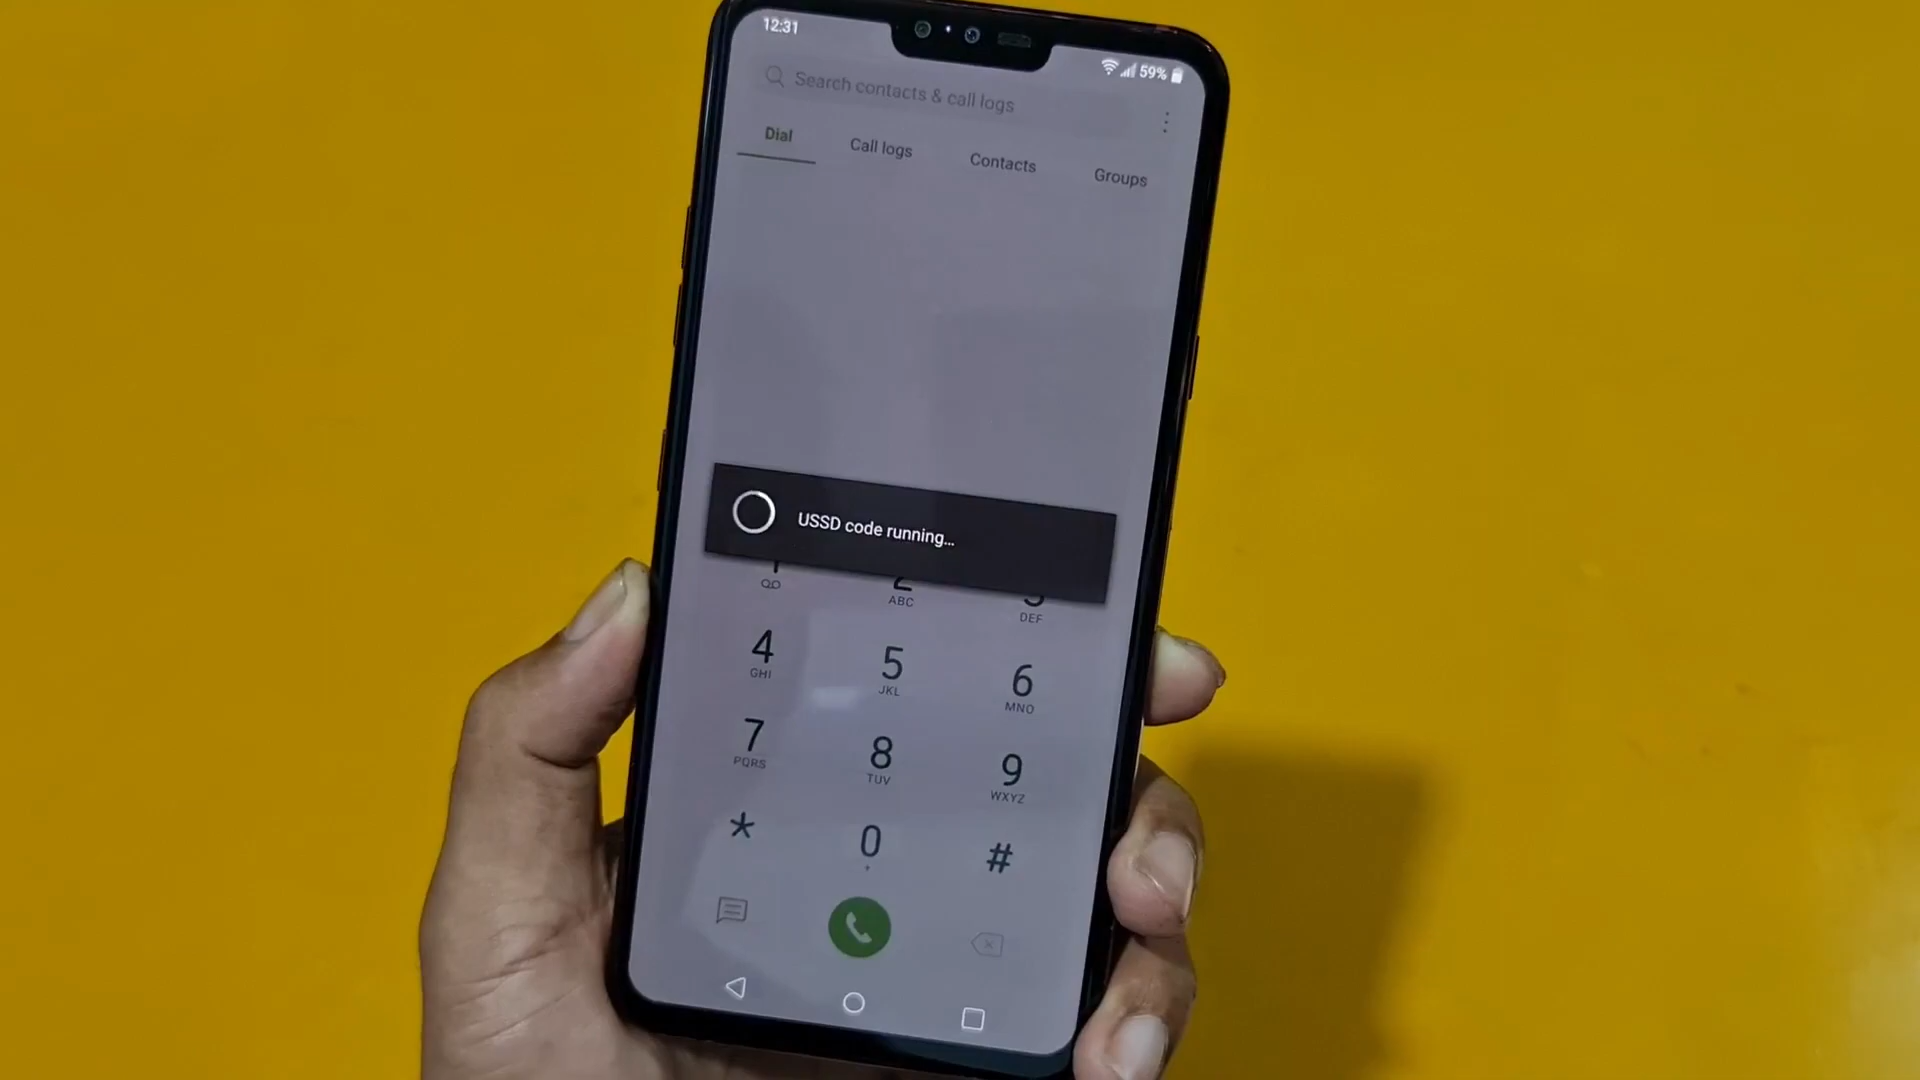 12:31
59%
Search contacts & call logs
Dial
Call logs
Contacts
Groups
USSD code running...
2
ABC
DEF
4
GHI
5
JKL
6
MNO
7
PQRS
8
TUV
9
WXYZ
*
0
+
#